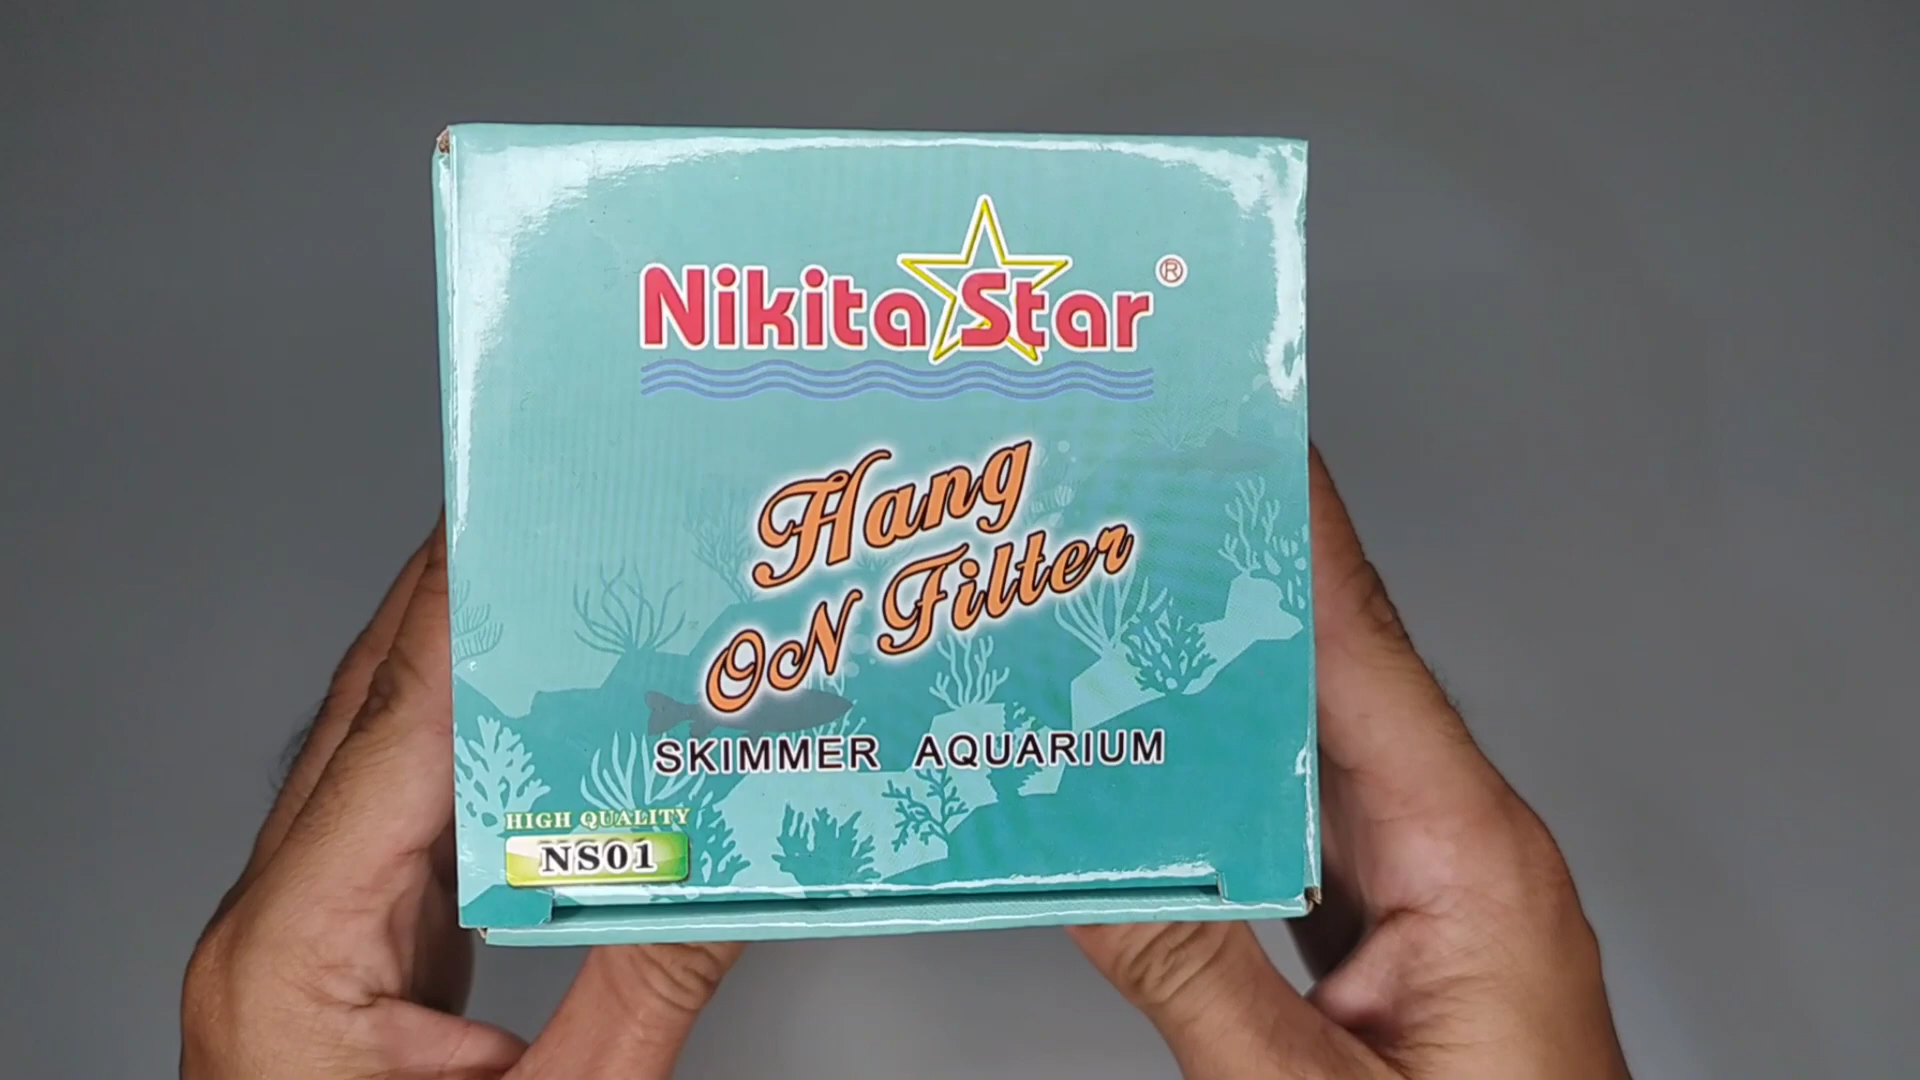 Nikita Star ®
Hang
ON Filter
SKIMMER AQUARIUM
HIGH QUALITY
NS01